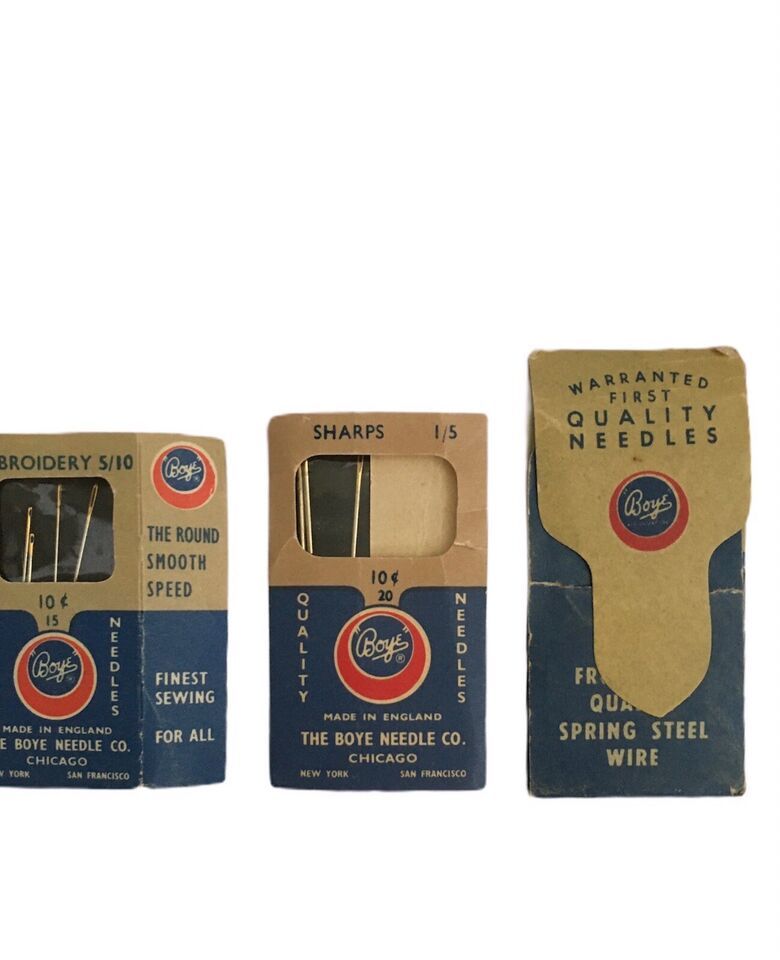 BROIDERY 5/10
10¢
15
NEEDLES
"Boye"
®
MADE IN ENGLAND
E BOYE NEEDLE CO.
CHICAGO
YORK SAN FRANCISCO
"Boye"
®
THE ROUND
SMOOTH
SPEED
FINEST
SEWING
FOR ALL
SHARPS 1/5
10¢
20
QUALITY
NEEDLES
"Boye"
®
MADE IN ENGLAND
THE BOYE NEEDLE CO.
CHICAGO
NEW YORK SAN FRANCISCO
WARRANTED
FIRST
QUALITY
NEEDLES
"Boye"
FR
QUA
SPRING STEEL
WIRE